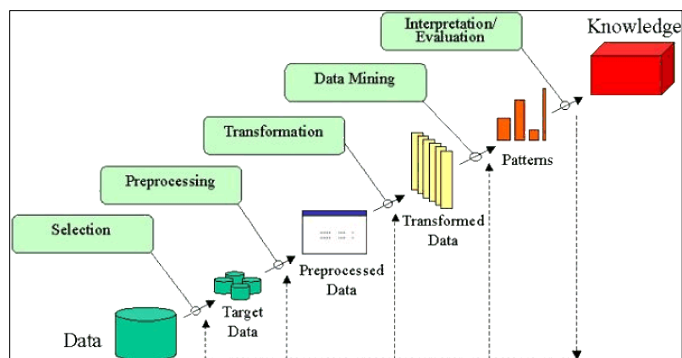 Interpretation/
Evaluation
Knowledge
Data Mining
Transformation
Patterns
Preprocessing
Transformed
Data
Selection
Preprocessed
Data
Target
Data
Data